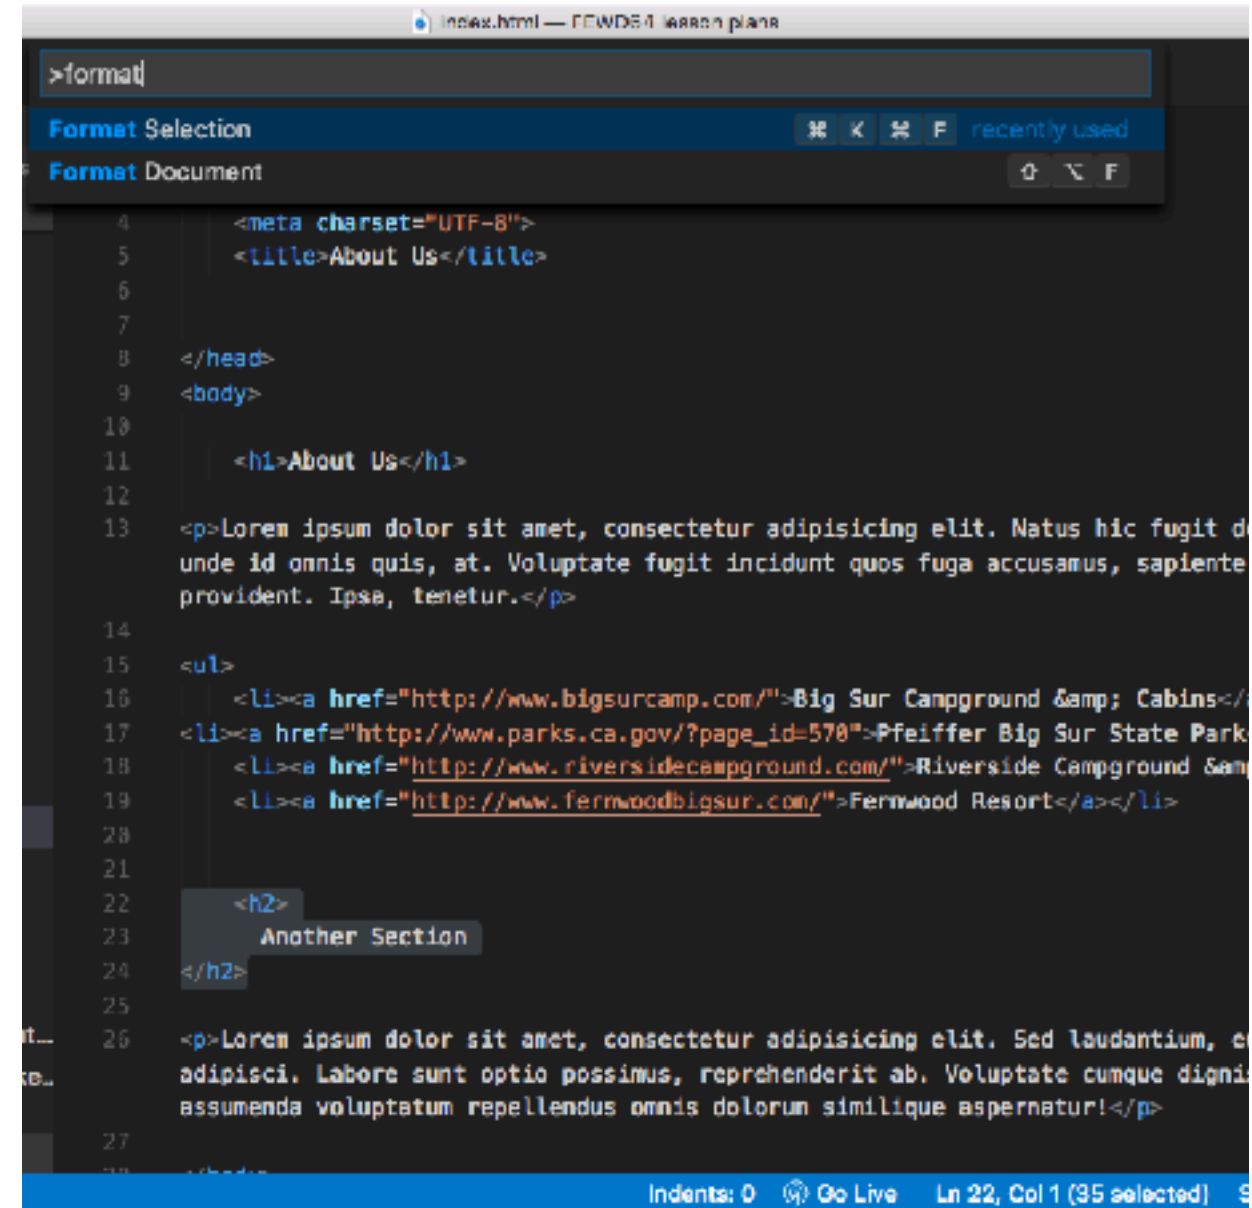 index.html — FEWD64 lesson plans
>format
Format Selection ⌘ K ⌘ F recently used
Format Document ⇧ ⌥ F
4 <meta charset="UTF-8">
5 <title>About Us</title>
6
7
8 </head>
9 <body>
10
11 <h1>About Us</h1>
12
13 <p>Lorem ipsum dolor sit amet, consectetur adipisicing elit. Natus hic fugit
unde id omnis quis, at. Voluptate fugit incidunt quos fuga accusamus, sapiente
provident. Ipsa, tenetur.</p>
14
15 <ul>
16 <li><a href="http://www.bigsurcamp.com/">Big Sur Campground &amp; Cabins</
17 <li><a href="http://www.parks.ca.gov/?page_id=570">Pfeiffer Big Sur State Park
18 <li><a href="http://www.riversidecampground.com/">Riverside Campground &amp
19 <li><a href="http://www.fernwoodbigsur.com/">Fernwood Resort</a></li>
20
21
22 <h2>
23 Another Section
24 </h2>
25
26 <p>Lorem ipsum dolor sit amet, consectetur adipisicing elit. Sed laudantium,
adipisci. Labore sunt optio possimus, reprehenderit ab. Voluptate cumque
assumenda voluptatum repellendus omnis dolorum similique aspernatur!</p>
27
Indents: 0 Go Live Ln 22, Col 1 (35 selected)